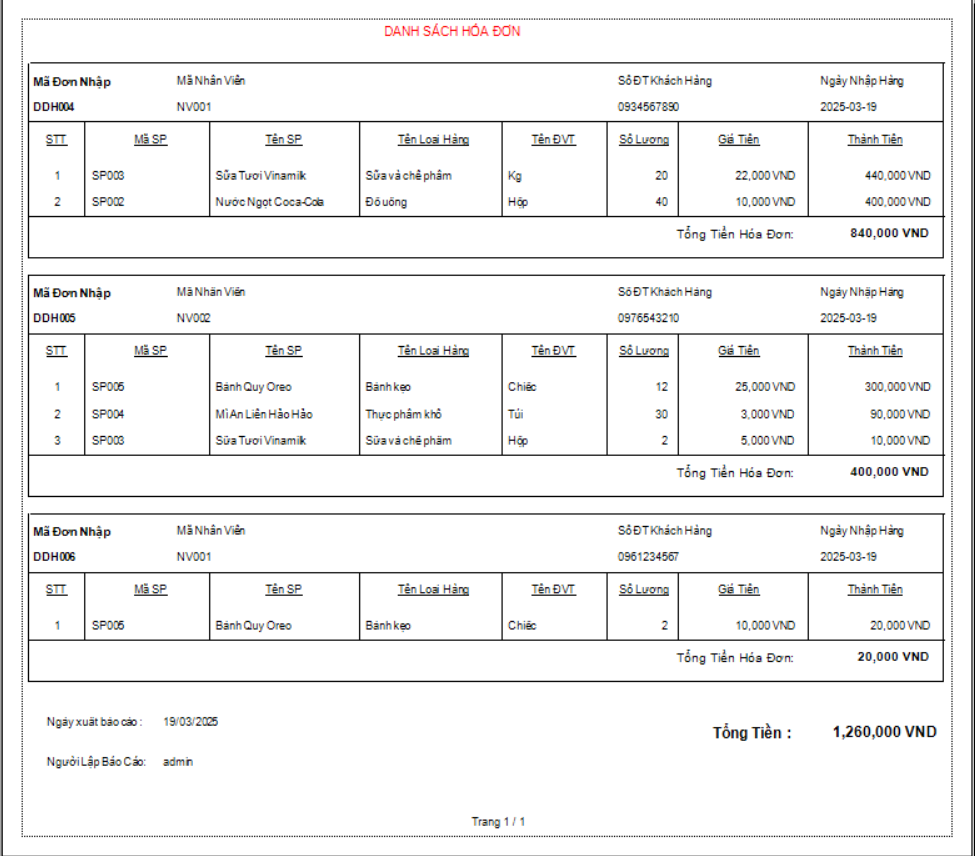 DANH SÁCH HÓA ĐƠN
Mã Đơn Nhập Mã Nhân Viên Số ĐT Khách Hàng Ngày Nhập Hàng
DDH004 NV001 0934567890 2025-03-19
STT Mã SP Tên SP Tên Loại Hàng Tên ĐVT Số Lượng Giá Tiền Thành Tiền
1 SP003 Sữa Tươi Vinamilk Sữa và chế phẩm Kg 20 22,000 VND 440,000 VND
2 SP002 Nước Ngọt Coca-Cola Đồ uống Hộp 40 10,000 VND 400,000 VND
Tổng Tiền Hóa Đơn: 840,000 VND
Mã Đơn Nhập Mã Nhân Viên Số ĐT Khách Hàng Ngày Nhập Hàng
DDH005 NV002 0976543210 2025-03-19
STT Mã SP Tên SP Tên Loại Hàng Tên ĐVT Số Lượng Giá Tiền Thành Tiền
1 SP005 Bánh Quy Oreo Bánh kẹo Chiếc 12 25,000 VND 300,000 VND
2 SP004 Mì Ăn Liền Hảo Hảo Thực phẩm khô Túi 30 3,000 VND 90,000 VND
3 SP003 Sữa Tươi Vinamilk Sữa và chế phẩm Hộp 2 5,000 VND 10,000 VND
Tổng Tiền Hóa Đơn: 400,000 VND
Mã Đơn Nhập Mã Nhân Viên Số ĐT Khách Hàng Ngày Nhập Hàng
DDH006 NV001 0961234567 2025-03-19
STT Mã SP Tên SP Tên Loại Hàng Tên ĐVT Số Lượng Giá Tiền Thành Tiền
1 SP005 Bánh Quy Oreo Bánh kẹo Chiếc 2 10,000 VND 20,000 VND
Tổng Tiền Hóa Đơn: 20,000 VND
Ngày xuất báo cáo : 19/03/2025
Tổng Tiền : 1,260,000 VND
Người Lập Báo Cáo: admin
Trang 1 / 1